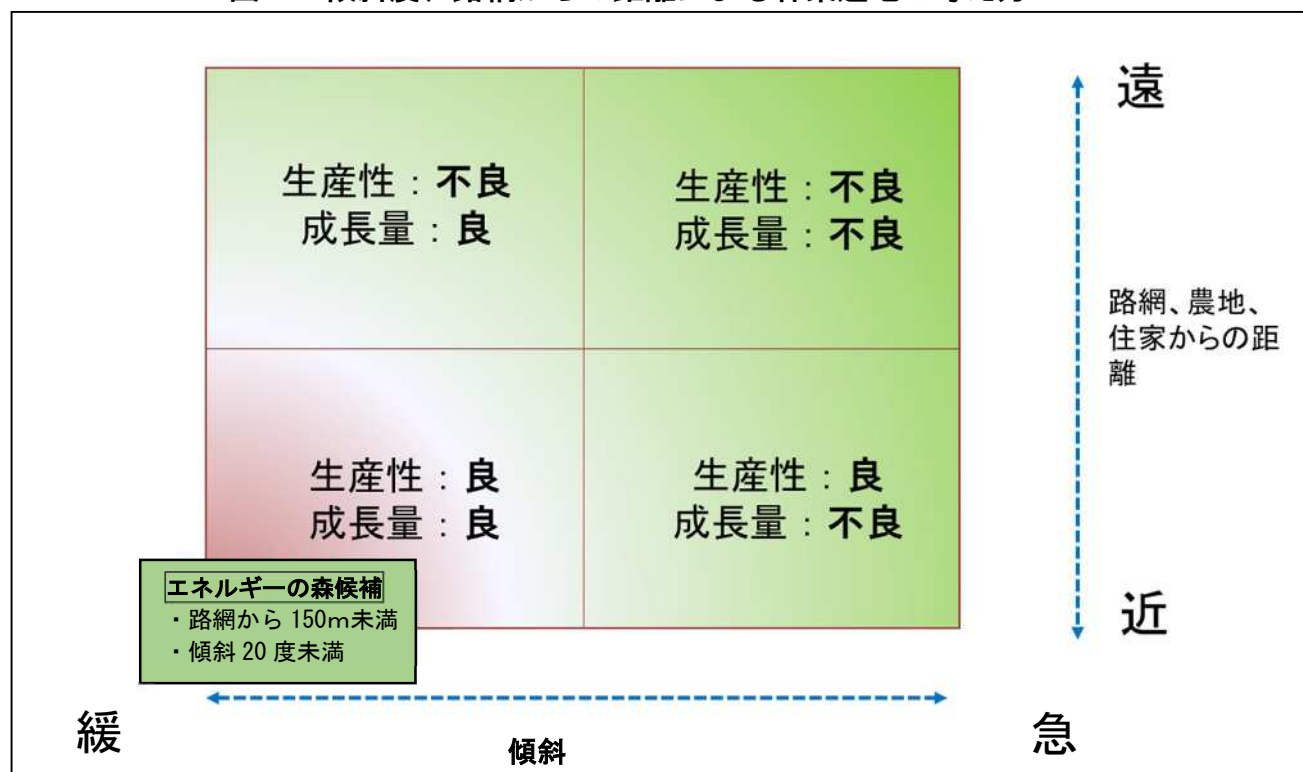 生産性：不良
成長量：良
生産性：不良
成長量：不良
遠
路網、農地、
住家からの距
離
生産性：良
成長量：良
生産性：良
成長量：不良
エネルギーの森候補
・路網から150m未満
・傾斜20度未満
近
緩
傾斜
急